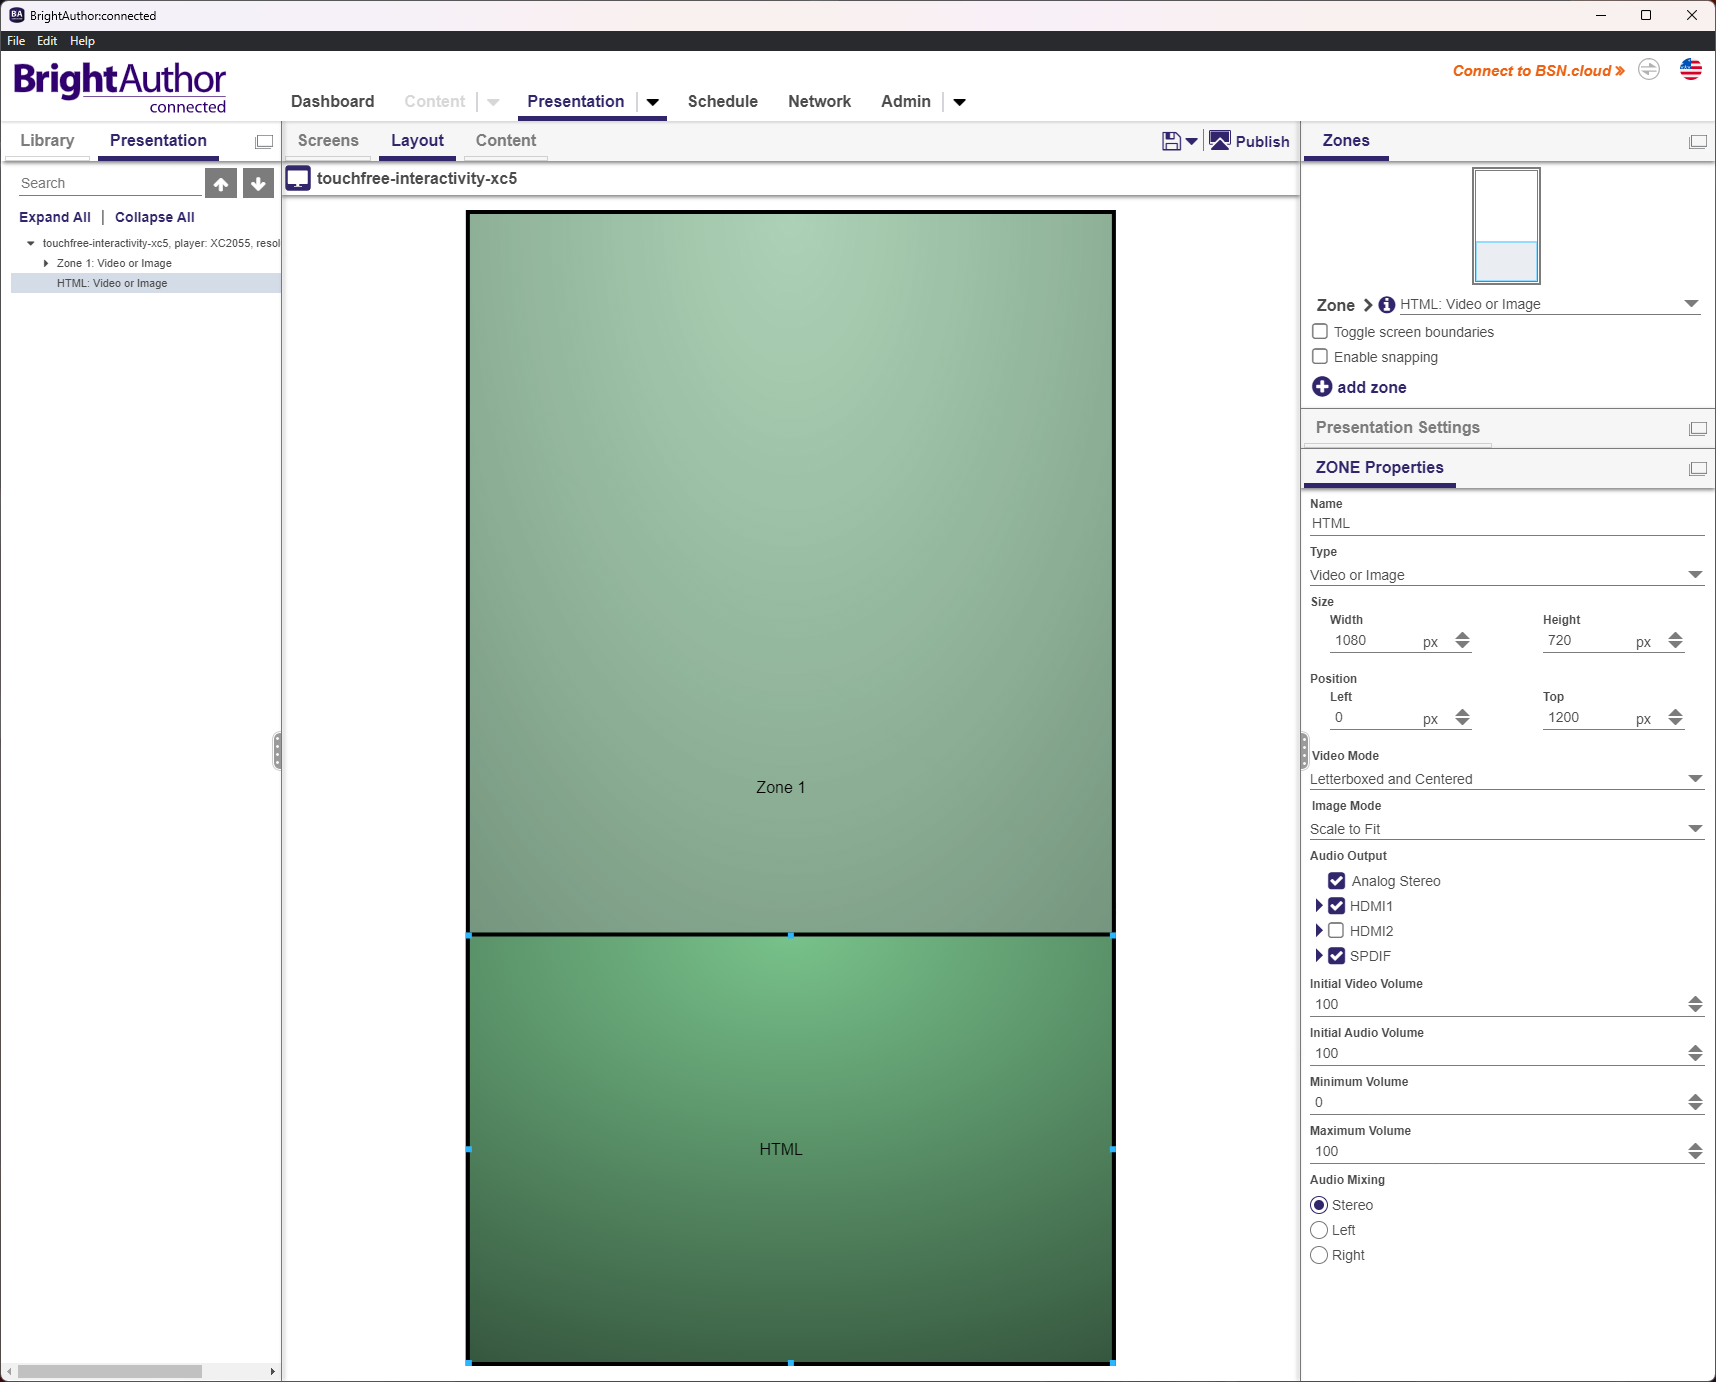 BA BrightAuthor:connected
File Edit Help
BrightAuthor
connected
Dashboard Content Presentation Schedule Network Admin
Connect to BSN.cloud »
Library Presentation
Screens Layout Content
Publish
Zones
Search
touchfree-interactivity-xc5
Expand All | Collapse All
touchfree-interactivity-xc5, player: XC2055, resol
Zone 1: Video or Image
HTML: Video or Image
Zone 1
HTML
Zone HTML: Video or Image
Toggle screen boundaries
Enable snapping
add zone
Presentation Settings
ZONE Properties
Name
HTML
Type
Video or Image
Size
Width Height
1080 px 720 px
Position
Left Top
0 px 1200 px
Video Mode
Letterboxed and Centered
Image Mode
Scale to Fit
Audio Output
Analog Stereo
HDMI1
HDMI2
SPDIF
Initial Video Volume
100
Initial Audio Volume
100
Minimum Volume
0
Maximum Volume
100
Audio Mixing
Stereo
Left
Right